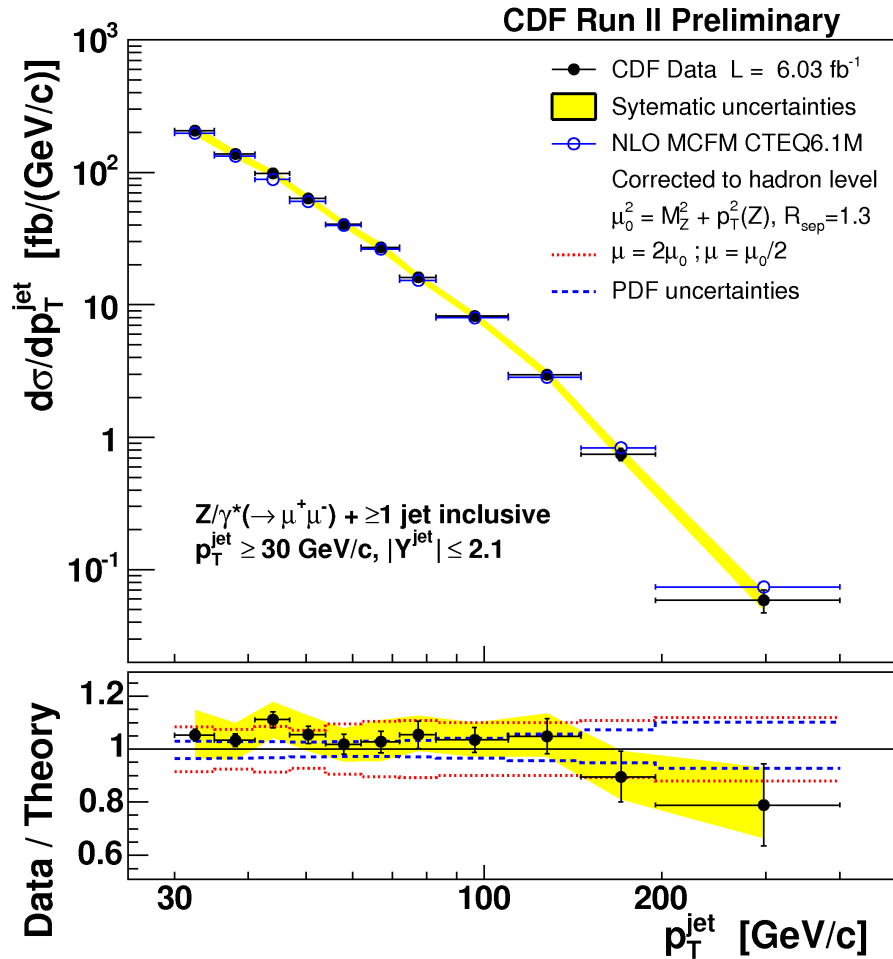 CDF Run II Preliminary
dσ/dp_T^jet [fb/(GeV/c)]
10³
10²
10
1
10⁻¹
CDF Data L = 6.03 fb⁻¹
Sytematic uncertainties
NLO MCFM CTEQ6.1M
Corrected to hadron level
μ₀² = M_Z² + p_T²(Z), R_sep=1.3
μ = 2μ₀ ; μ = μ₀/2
PDF uncertainties
Z/γ*(→ μ⁺μ⁻) + ≥1 jet inclusive
p_T^jet ≥ 30 GeV/c, |Y^jet| ≤ 2.1
Data / Theory
1.2
1
0.8
0.6
30 100 200
p_T^jet [GeV/c]